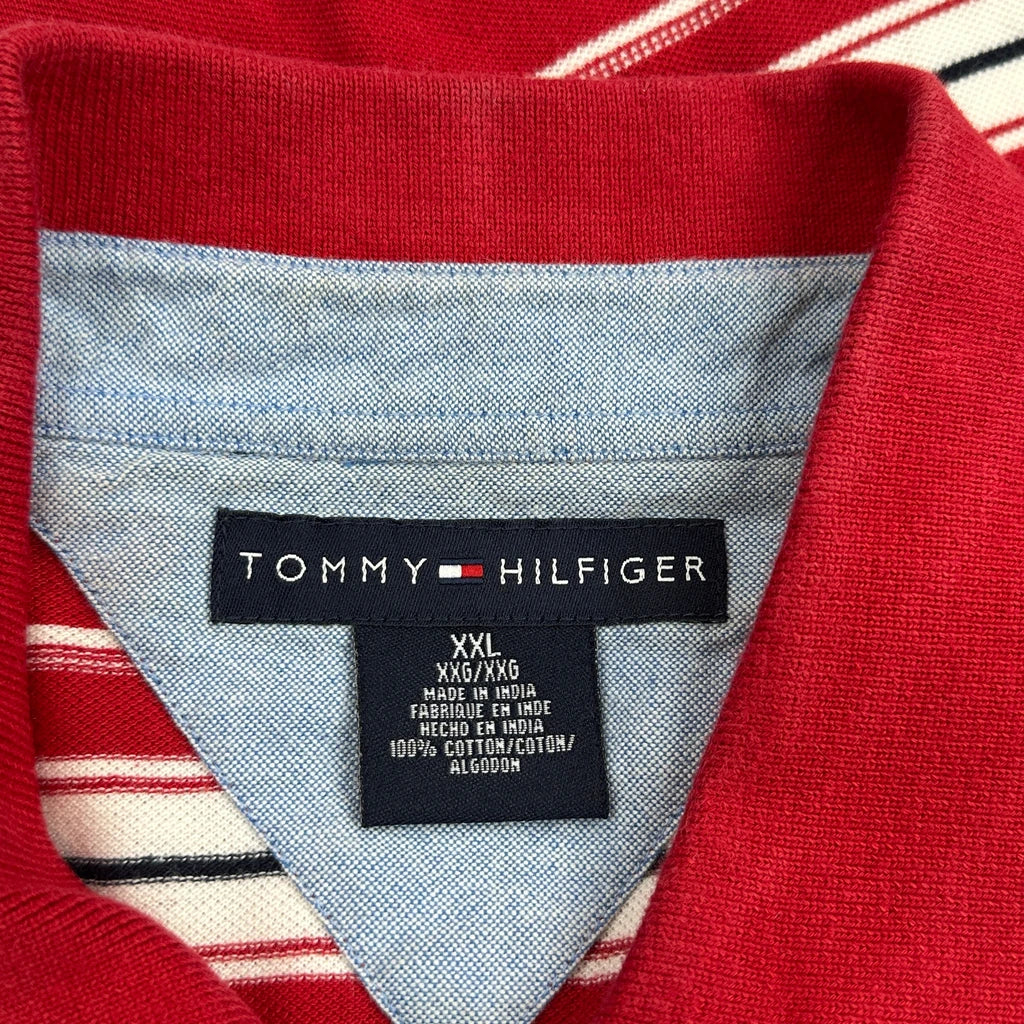 TOMMY HILFIGER
XXL
XXG/XXG
MADE IN INDIA
FABRIQUE EN INDE
HECHO EN INDIA
100% COTTON/COTON/
ALGODON